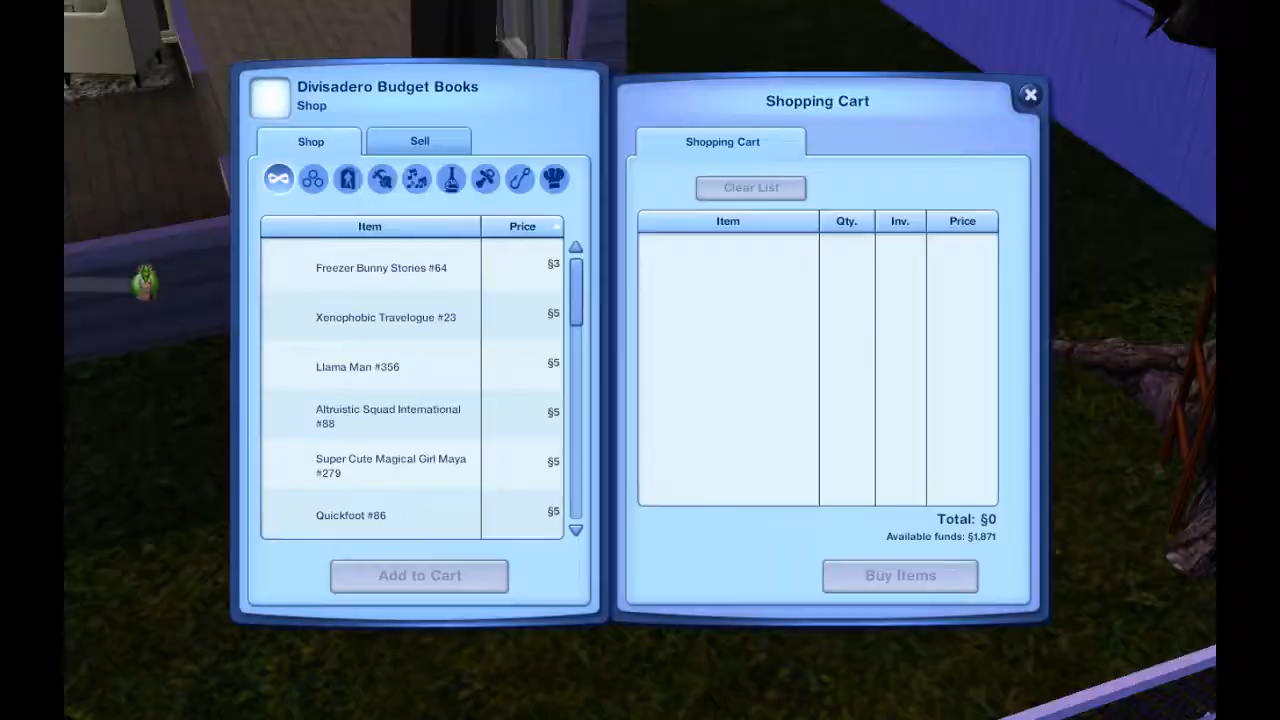 Divisadero Budget Books
Shop
Shop
Sell
Item
Price
Freezer Bunny Stories #64
§3
Xenophobic Travelogue #23
§5
Llama Man #356
§5
Altruistic Squad International
#88
§5
Super Cute Magical Girl Maya
#279
§5
Quickfoot #86
§5
Add to Cart
Shopping Cart
Shopping Cart
Clear List
Item
Qty.
Inv.
Price
Total: §0
Available funds: §1,871
Buy Items